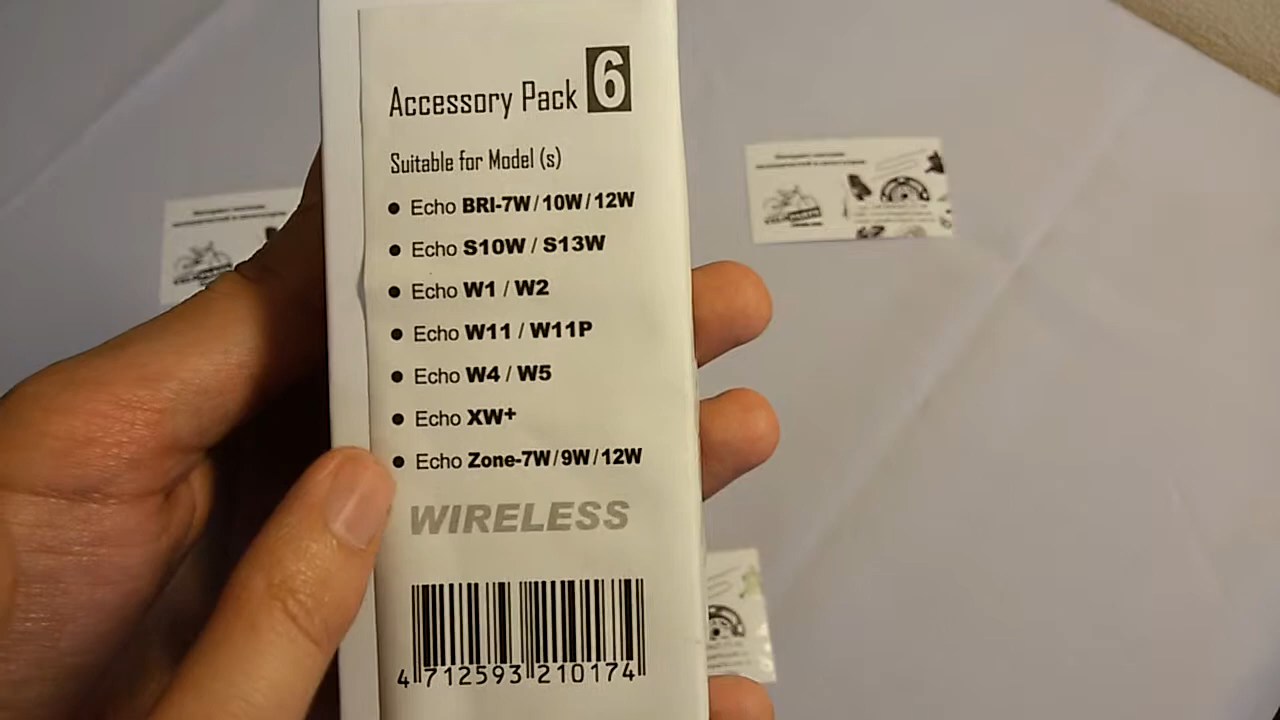 Accessory Pack 6
Suitable for Model (s)
● Echo BRI-7W / 10W / 12W
● Echo S10W / S13W
● Echo W1 / W2
● Echo W11 / W11P
● Echo W4 / W5
● Echo XW+
● Echo Zone-7W / 9W / 12W
WIRELESS
4 712593 210174